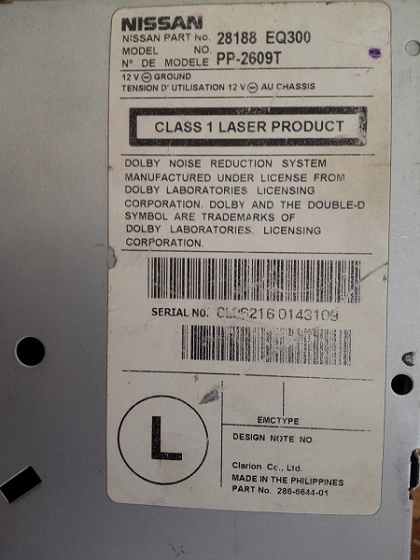 NISSAN
NISSAN PART No. 28188 EQ300
MODEL NO.
N° DE MODELE PP-2609T
12 V ⊖ GROUND
TENSION D' UTILISATION 12 V ⊖ AU CHASSIS
CLASS 1 LASER PRODUCT
DOLBY NOISE REDUCTION SYSTEM
MANUFACTURED UNDER LICENSE FROM
DOLBY LABORATORIES LICENSING
CORPORATION. DOLBY AND THE DOUBLE-D
SYMBOL ARE TRADEMARKS OF
DOLBY LABORATORIES. LICENSING
CORPORATION.
SERIAL NO.
L
EMCTYPE
DESIGN NOTE NO
Clarion Co., Ltd.
MADE IN THE PHILIPPINES
PART No. 286-6644-01